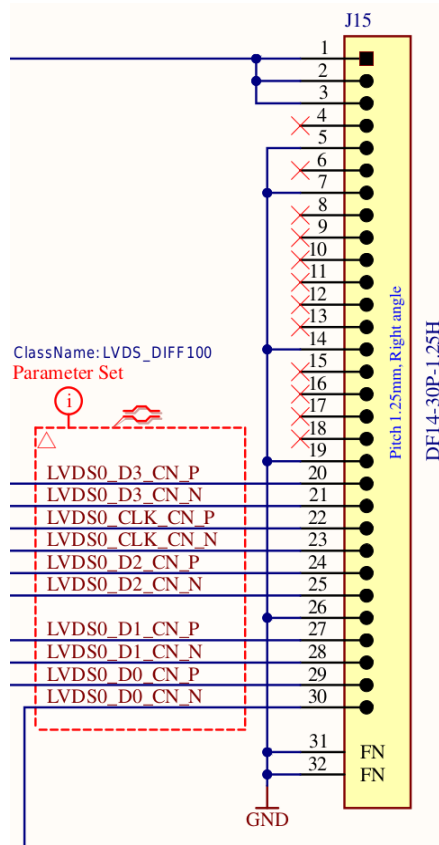 J15
1
2
3
4
5
6
7
8
9
10
11
12
13
14
ClassName: LVDS_DIFF100
Parameter Set
i
15
16
17
18
19
LVDS0_D3_CN_P 20
LVDS0_D3_CN_N 21
LVDS0_CLK_CN_P 22
LVDS0_CLK_CN_N 23
LVDS0_D2_CN_P 24
LVDS0_D2_CN_N 25
26
LVDS0_D1_CN_P 27
LVDS0_D1_CN_N 28
LVDS0_D0_CN_P 29
LVDS0_D0_CN_N 30
31 FN
32 FN
GND
Pitch 1.25mm, Right angle
DF14-30P-1.25H